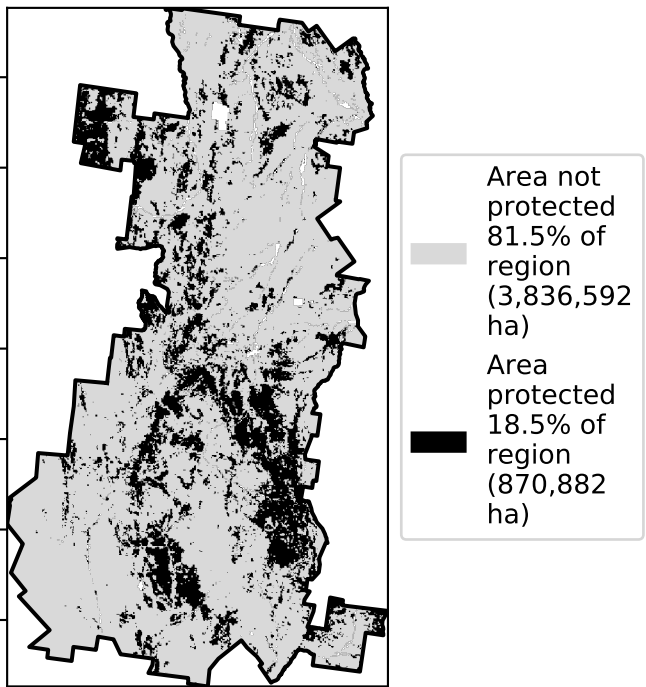 Area not
protected
81.5% of
region
(3,836,592
ha)
Area
protected
18.5% of
region
(870,882
ha)